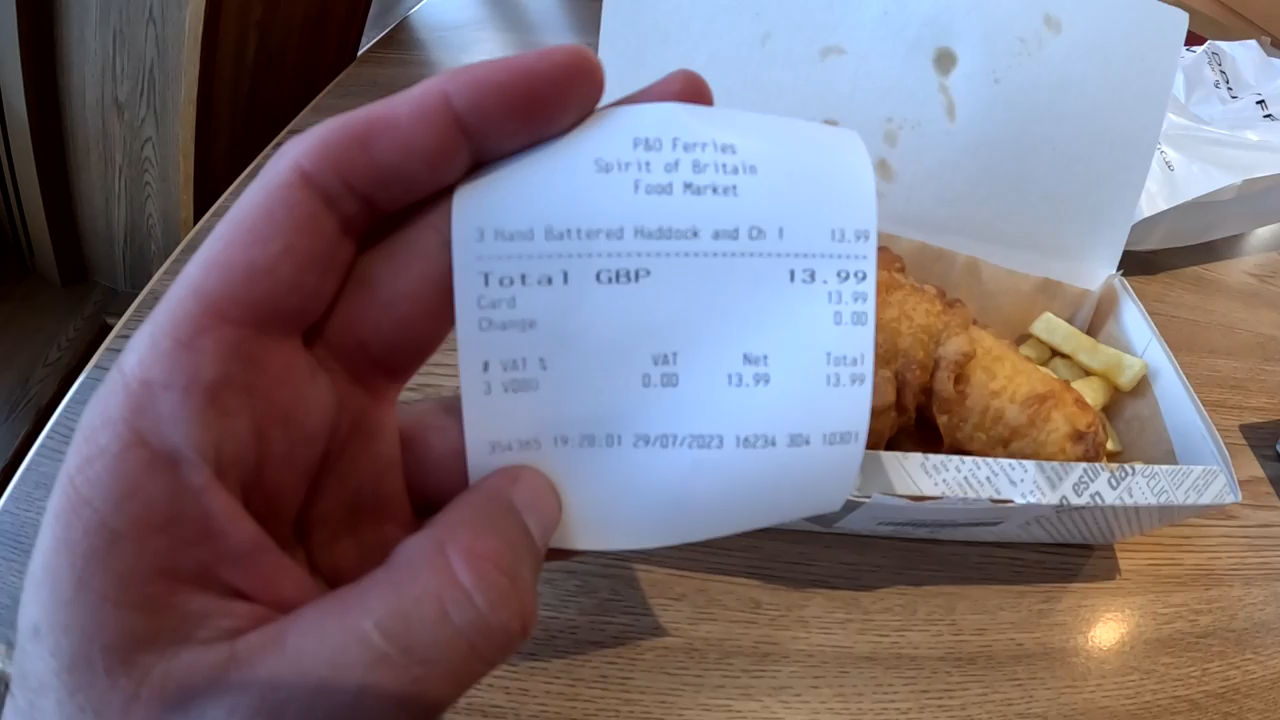 P&O Ferries
Spirit of Britain
Food Market
3 Hand Battered Haddock and Ch 1 13.99
Total GBP 13.99
Card 13.99
Change 0.00
# VAT % VAT Net Total
3 0.00 13.99 13.99
354365 19:28:01 29/07/2023 16234 304 10301
DELIC